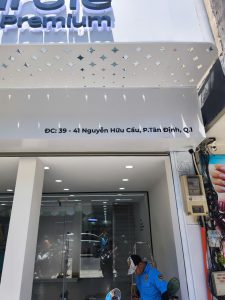 Premium
ĐC: 39 - 41 Nguyễn Hữu Cầu, P.Tân Định, Q.1